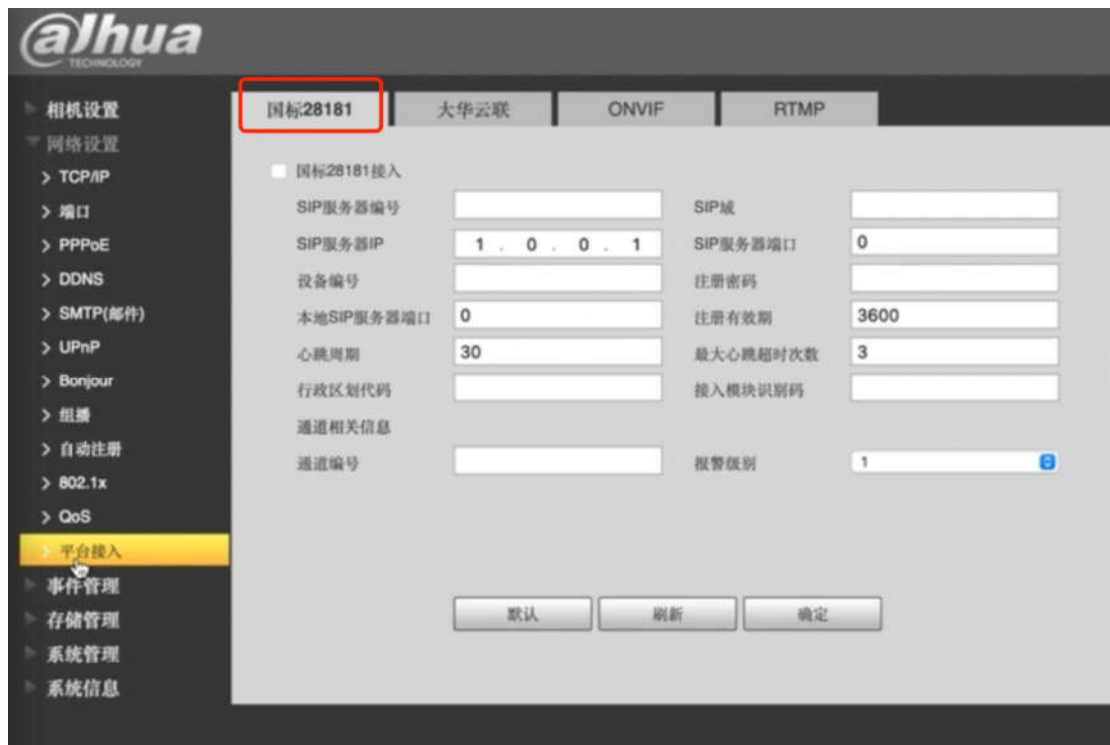 alhua
TECHNOLOGY
相机设置
网络设置
TCP/IP
端口
PPPoE
DDNS
SMTP(邮件)
UPnP
Bonjour
组播
自动注册
802.1x
QoS
平台接入
事件管理
存储管理
系统管理
系统信息
国标28181 大华云联 ONVIF RTMP
国标28181接入
SIP服务器编号 SIP域
SIP服务器IP 1 . 0 . 0 . 1 SIP服务器端口 0
设备编号 注册密码
本地SIP服务器端口 0 注册有效期 3600
心跳周期 30 最大心跳超时次数 3
行政区划代码 接入模块识别码
通道相关信息
通道编号 报警级别 1
默认 刷新 确定